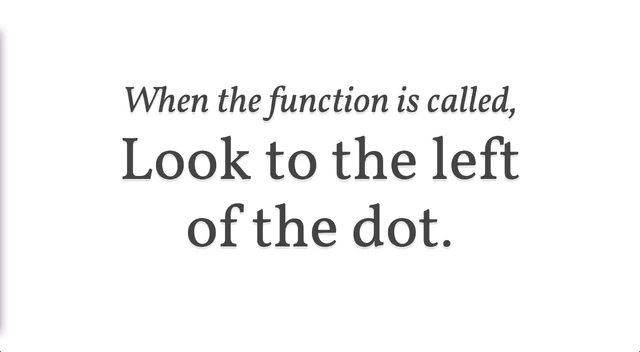 When the function is called,
Look to the left
of the dot.